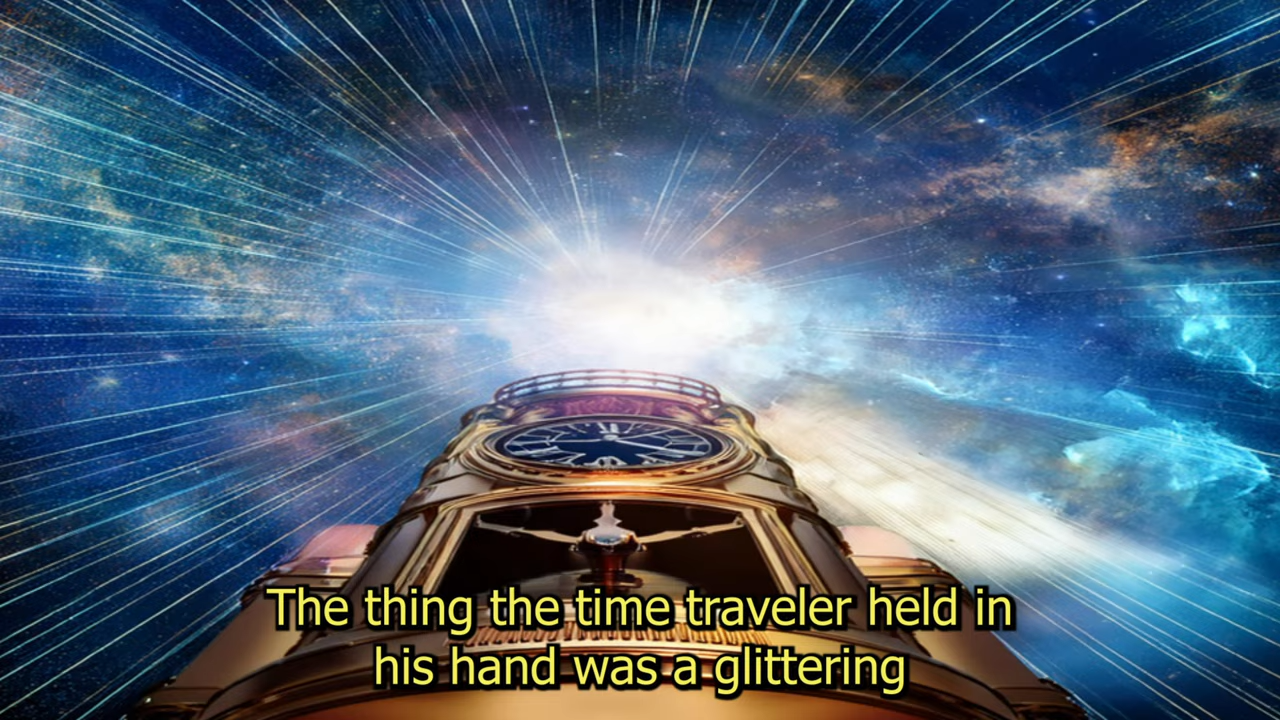 The thing the time traveler held in
his hand was a glittering